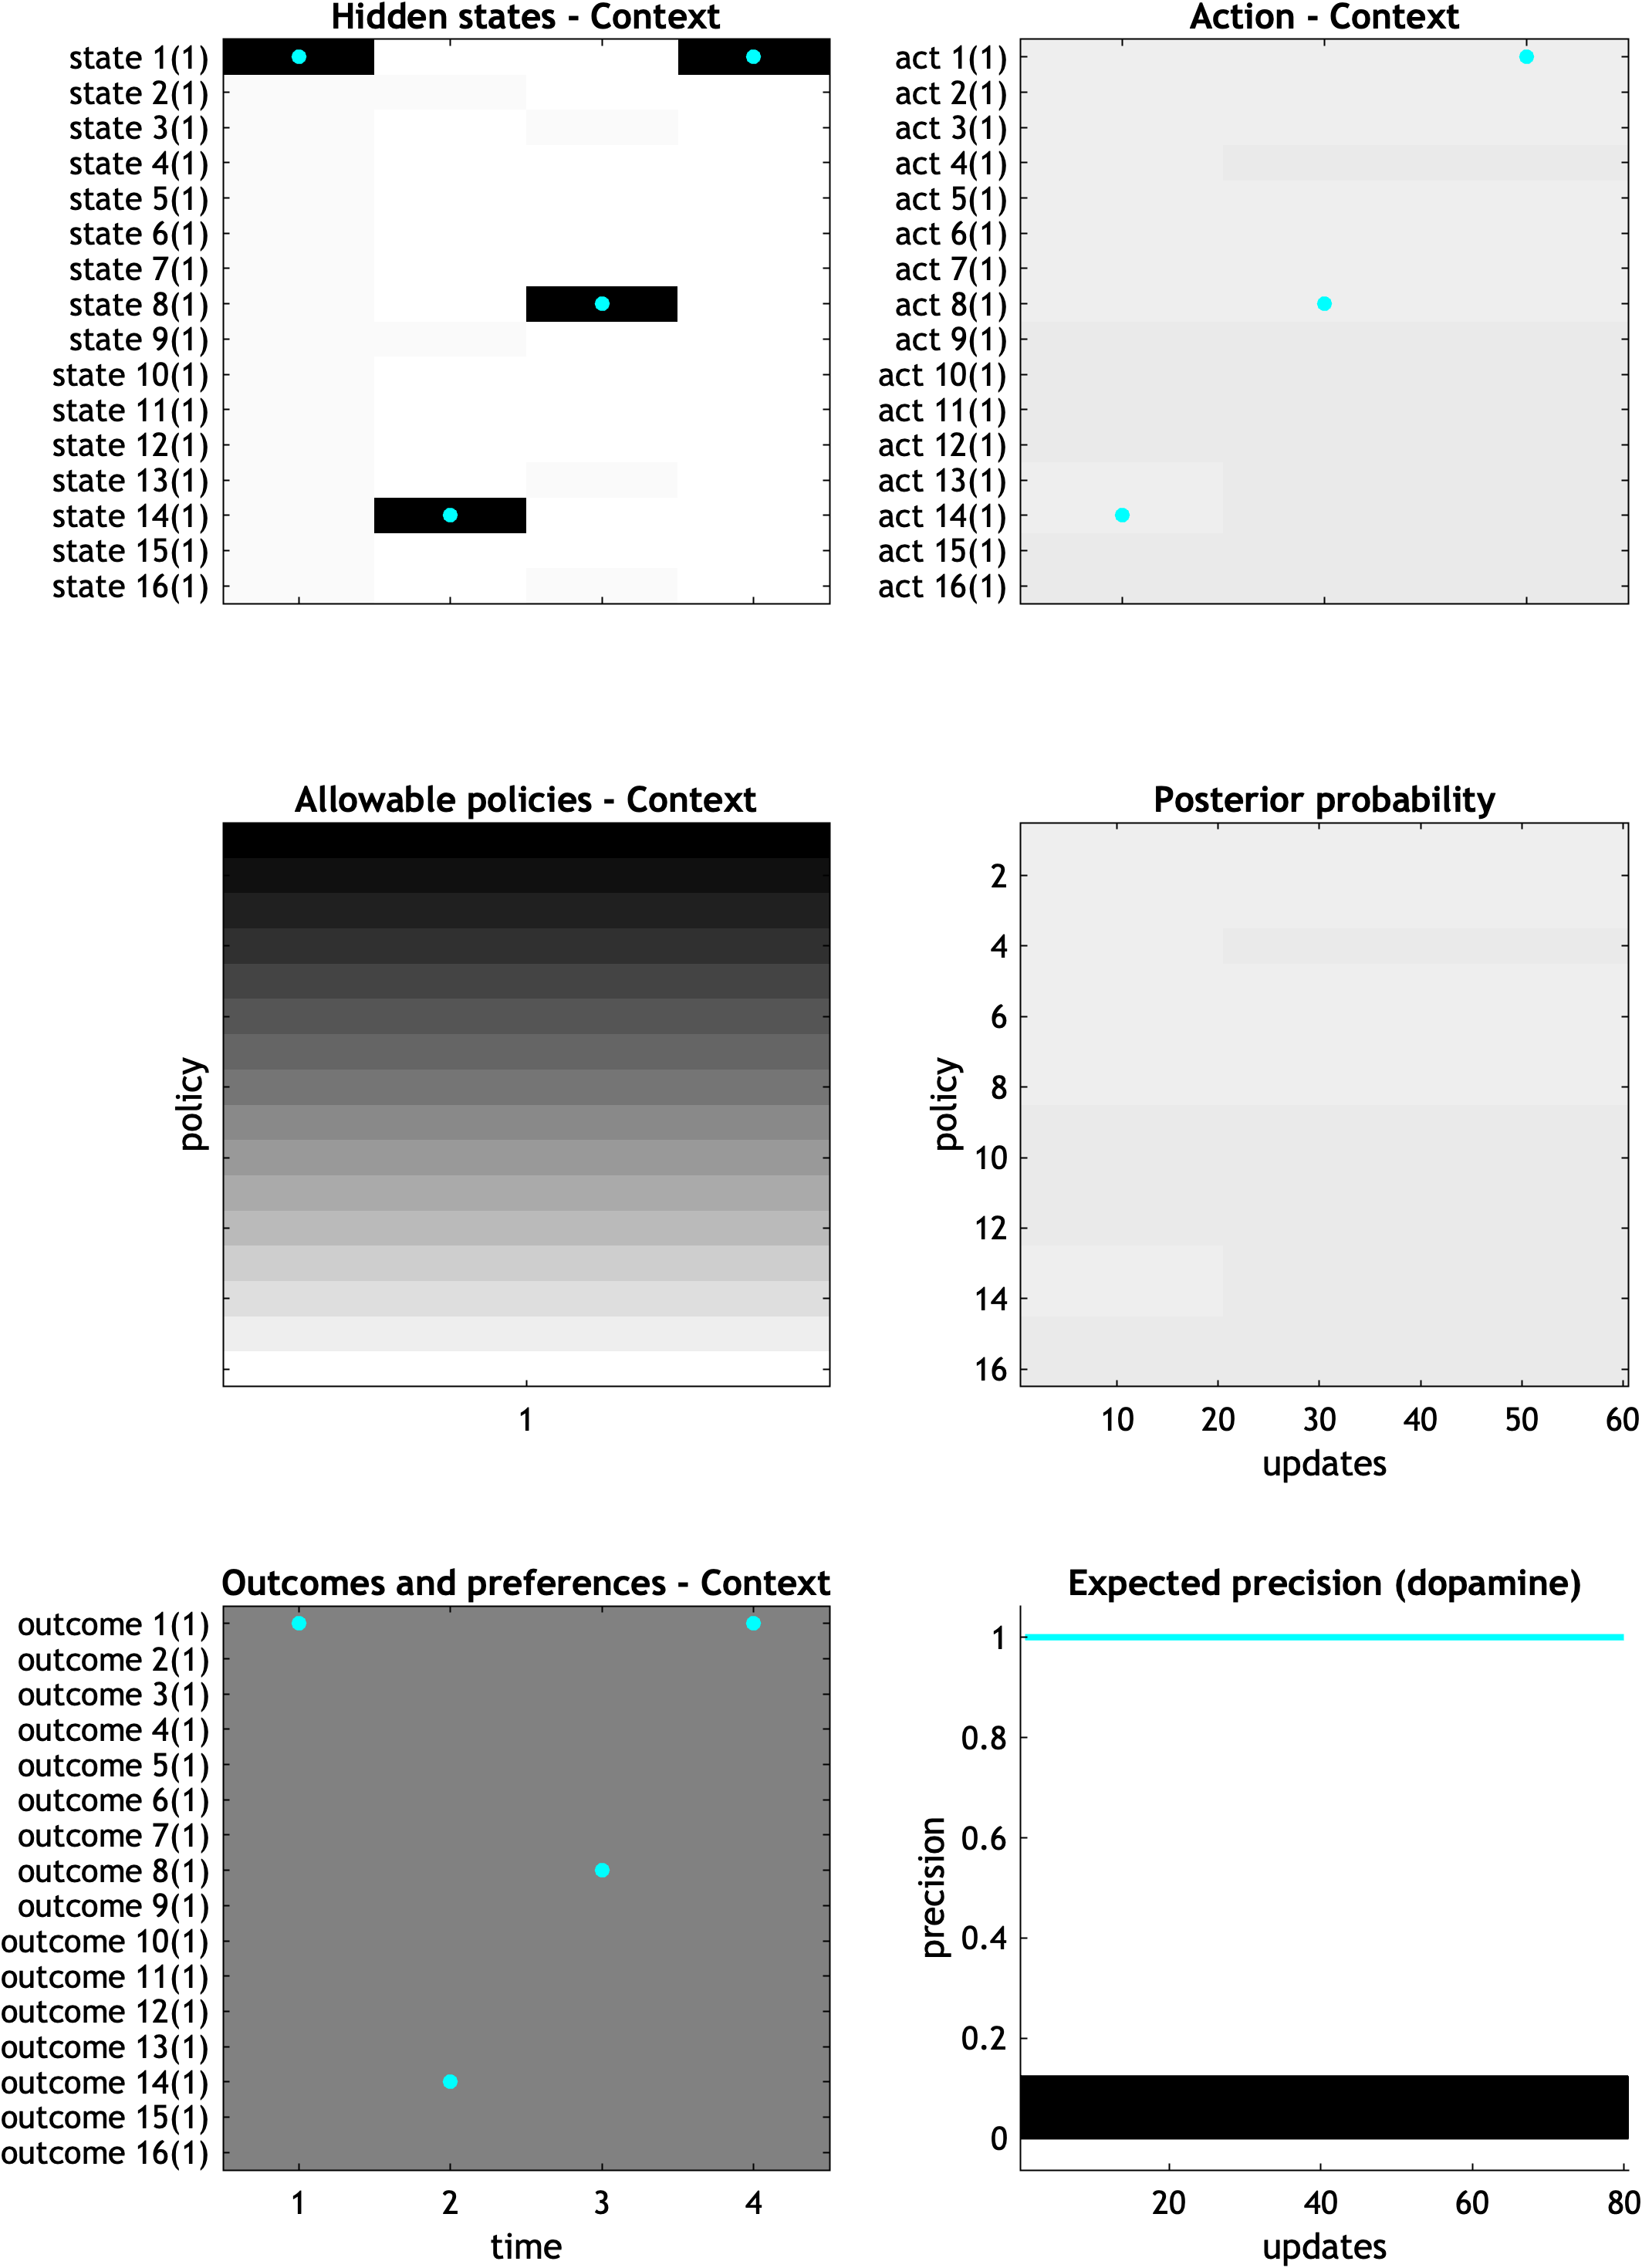 Hidden states - Context
state 1(1)
state 2(1)
state 3(1)
state 4(1)
state 5(1)
state 6(1)
state 7(1)
state 8(1)
state 9(1)
state 10(1)
state 11(1)
state 12(1)
state 13(1)
state 14(1)
state 15(1)
state 16(1)
Action - Context
act 1(1)
act 2(1)
act 3(1)
act 4(1)
act 5(1)
act 6(1)
act 7(1)
act 8(1)
act 9(1)
act 10(1)
act 11(1)
act 12(1)
act 13(1)
act 14(1)
act 15(1)
act 16(1)
Allowable policies - Context
policy
1
Posterior probability
policy
2
4
6
8
10
12
14
16
10 20 30 40 50 60
updates
Outcomes and preferences - Context
outcome 1(1)
outcome 2(1)
outcome 3(1)
outcome 4(1)
outcome 5(1)
outcome 6(1)
outcome 7(1)
outcome 8(1)
outcome 9(1)
outcome 10(1)
outcome 11(1)
outcome 12(1)
outcome 13(1)
outcome 14(1)
outcome 15(1)
outcome 16(1)
1 2 3 4
time
Expected precision (dopamine)
precision
1
0.8
0.6
0.4
0.2
0
20 40 60 80
updates